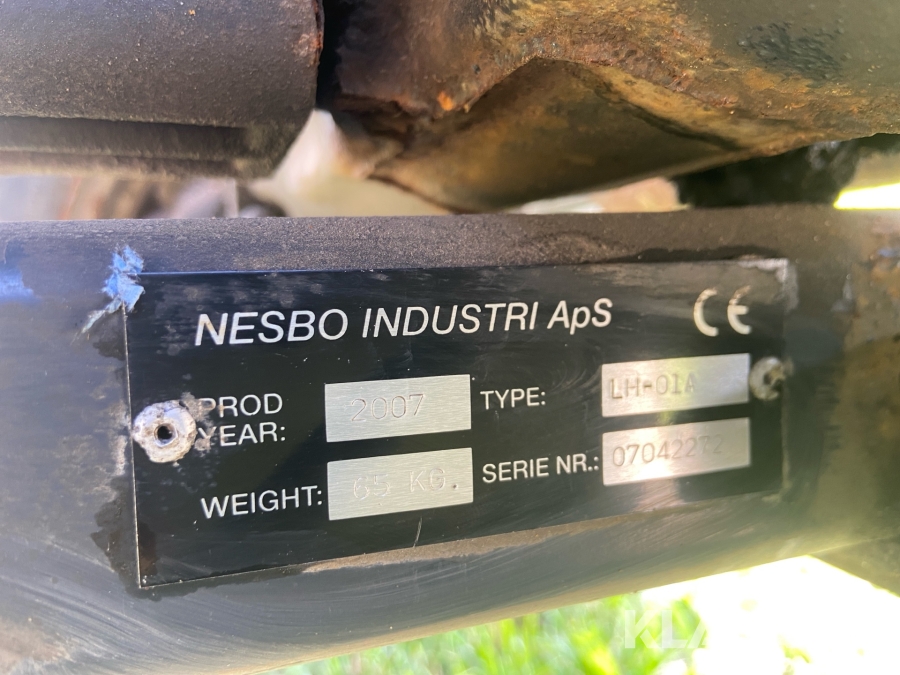 NESBO INDUSTRI ApS CE
PROD YEAR: 2007 TYPE: LH-01A
WEIGHT: 65 KG. SERIE NR.: 07042272